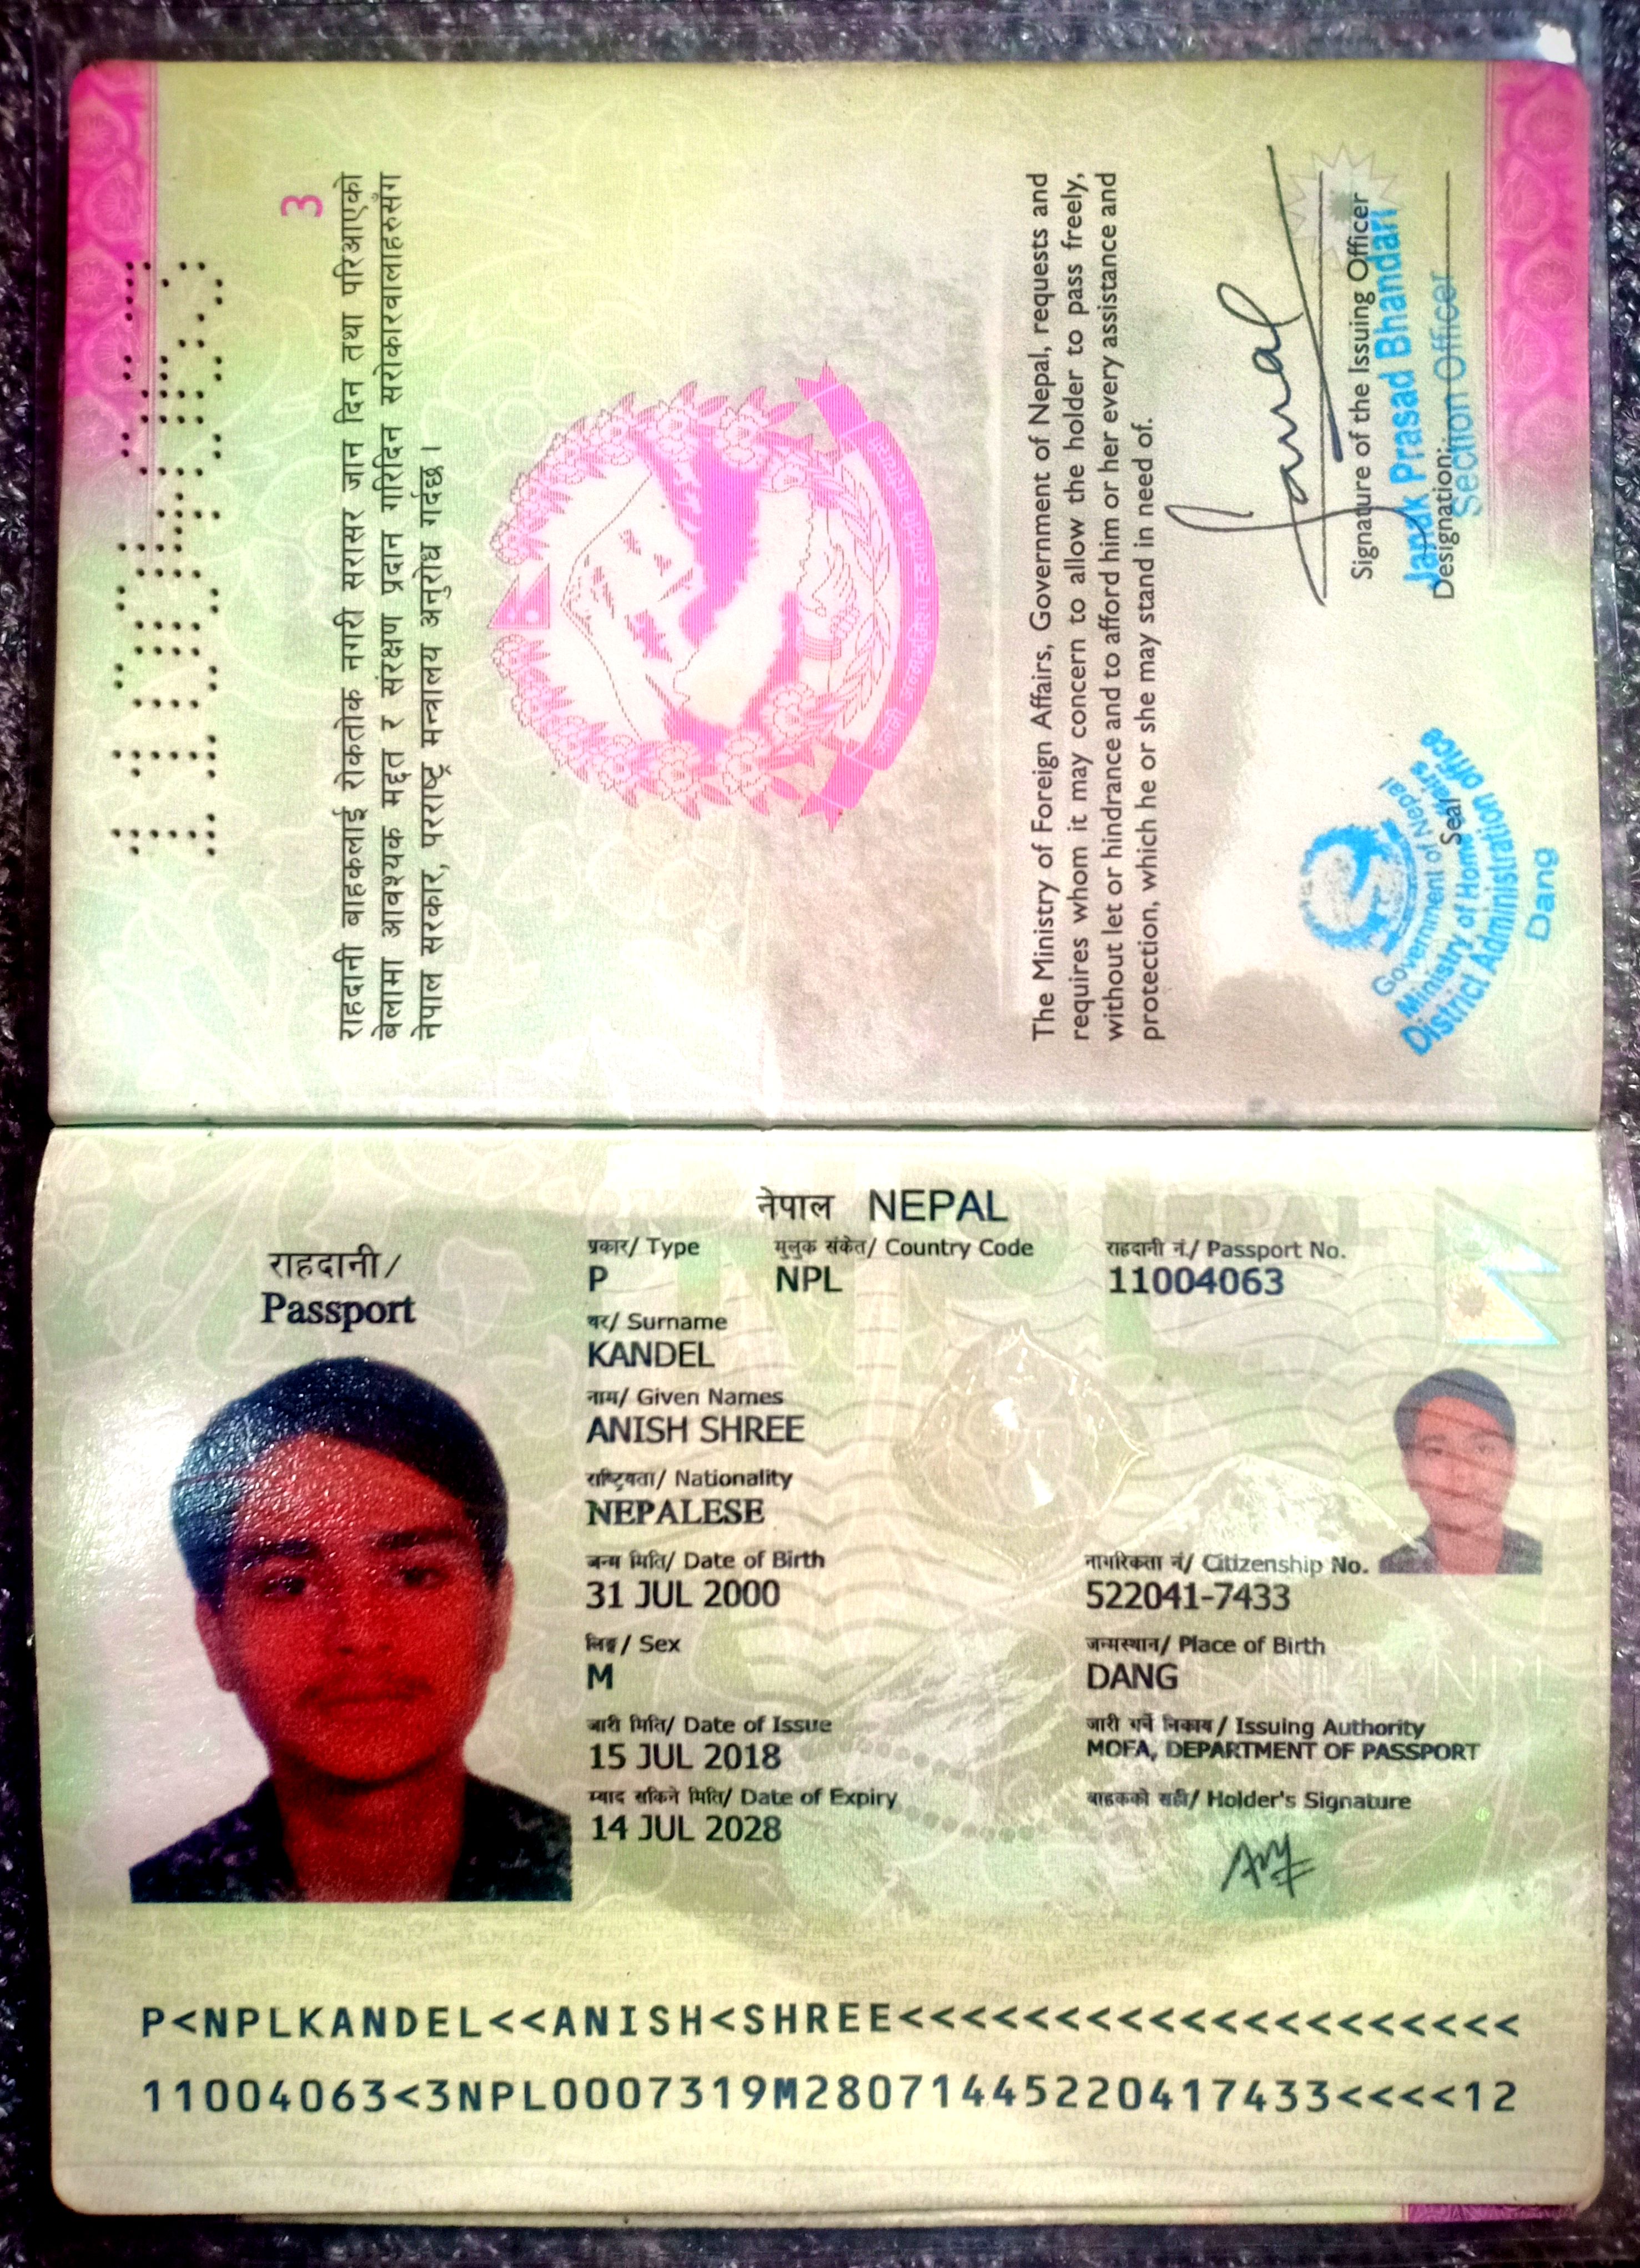 11004063
3
राहदानी बाहकलाई रोकतोक नगरी सरासर जान दिन तथा परिआएको
बेलामा आवश्यक मद्दत र संरक्षण प्रदान गरिदिन सरोकारवालाहरुसँग
नेपाल सरकार, परराष्ट्र मन्त्रालय अनुरोध गर्दछ ।
The Ministry of Foreign Affairs, Government of Nepal, requests and
requires whom it may concern to allow the holder to pass freely,
without let or hindrance and to afford him or her every assistance and
protection, which he or she may stand in need of.
Signature of the Issuing Officer
Janak Prasad Bhandari
Designation:
Section Officer
Seal
Government of Nepal
Ministry of Home Affairs
District Administration Office
Dang
नेपाल NEPAL
राहदानी/
Passport
प्रकार/ Type
P
मुलुक संकेत/ Country Code
NPL
राहदानी नं./ Passport No.
11004063
थर/ Surname
KANDEL
नाम/ Given Names
ANISH SHREE
राष्ट्रियता/ Nationality
NEPALESE
जन्म मिति/ Date of Birth
31 JUL 2000
नागरिकता नं/ Citizenship No.
522041-7433
लिङ्ग/ Sex
M
जन्मस्थान/ Place of Birth
DANG
जारी मिति/ Date of Issue
15 JUL 2018
जारी गर्ने निकाय/ Issuing Authority
MOFA, DEPARTMENT OF PASSPORT
म्याद सकिने मिति/ Date of Expiry
14 JUL 2028
वाहकको सही/ Holder's Signature
P<NPLKANDEL<<ANISH<SHREE<<<<<<<<<<<<<<<<<<<<
11004063<3NPL0007319M2807144522041​7433<<<<12